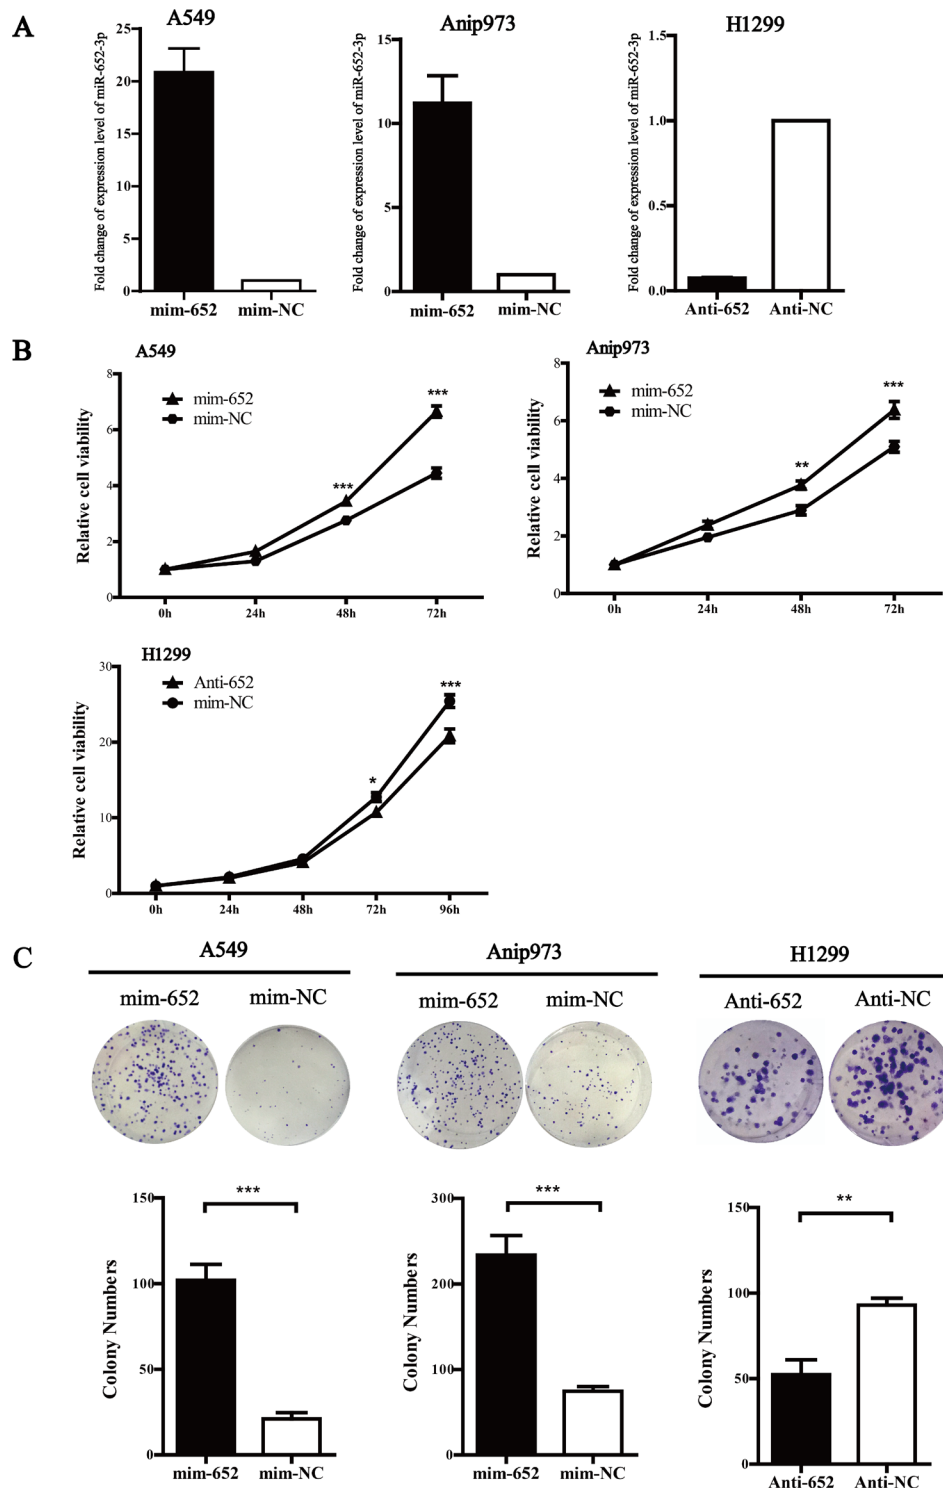 A
A549
Anip973
H1299
Fold change of expression level of miR-652-3p
25
20
15
10
5
0
mim-652
mim-NC
Fold change of expression level of miR-652-3p
15
10
5
0
mim-652
mim-NC
Fold change of expression level of miR-652-3p
1.5
1.0
0.5
0.0
Anti-652
Anti-NC
B
A549
Relative cell viability
8
6
4
2
0
mim-652
mim-NC
***
***
0h
24h
48h
72h
Anip973
Relative cell viability
8
6
4
2
0
mim-652
mim-NC
**
***
0h
24h
48h
72h
H1299
Relative cell viability
30
20
10
0
Anti-652
mim-NC
*
***
0h
24h
48h
72h
96h
C
A549
Anip973
H1299
mim-652
mim-NC
mim-652
mim-NC
Anti-652
Anti-NC
Colony Numbers
150
100
50
0
***
mim-652
mim-NC
Colony Numbers
300
200
100
0
***
mim-652
mim-NC
Colony Numbers
150
100
50
0
**
Anti-652
Anti-NC